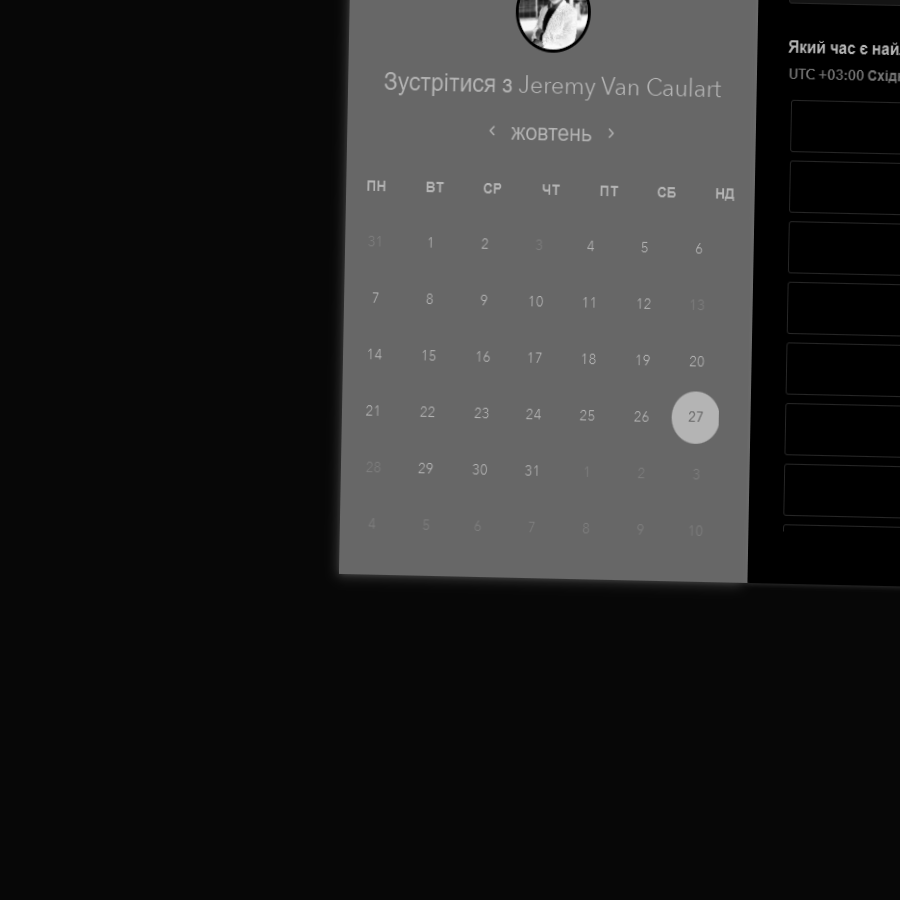 Зустрітися з Jeremy Van Caulart
жовтень
ПН ВТ СР ЧТ ПТ СБ НД
31 1 2 3 4 5 6
7 8 9 10 11 12 13
14 15 16 17 18 19 20
21 22 23 24 25 26 27
28 29 30 31 1 2 3
4 5 6 7 8 9 10
Який час є най
UTC +03:00 Східн